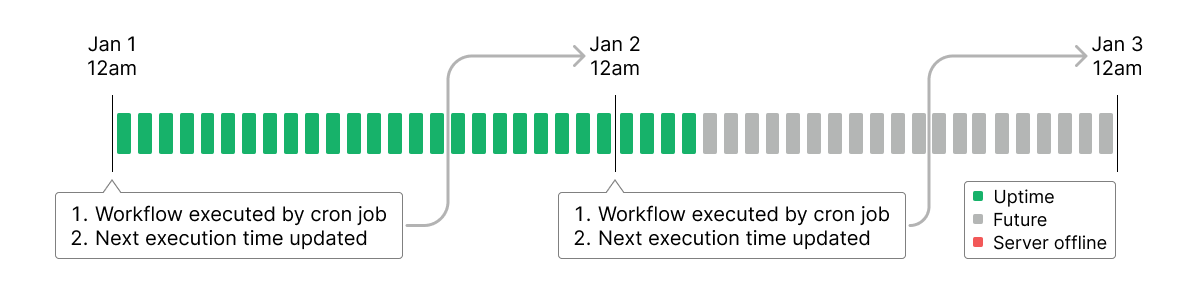 Jan 1
12am
Jan 2
12am
Jan 3
12am
1. Workflow executed by cron job
2. Next execution time updated
1. Workflow executed by cron job
2. Next execution time updated
Uptime
Future
Server offline